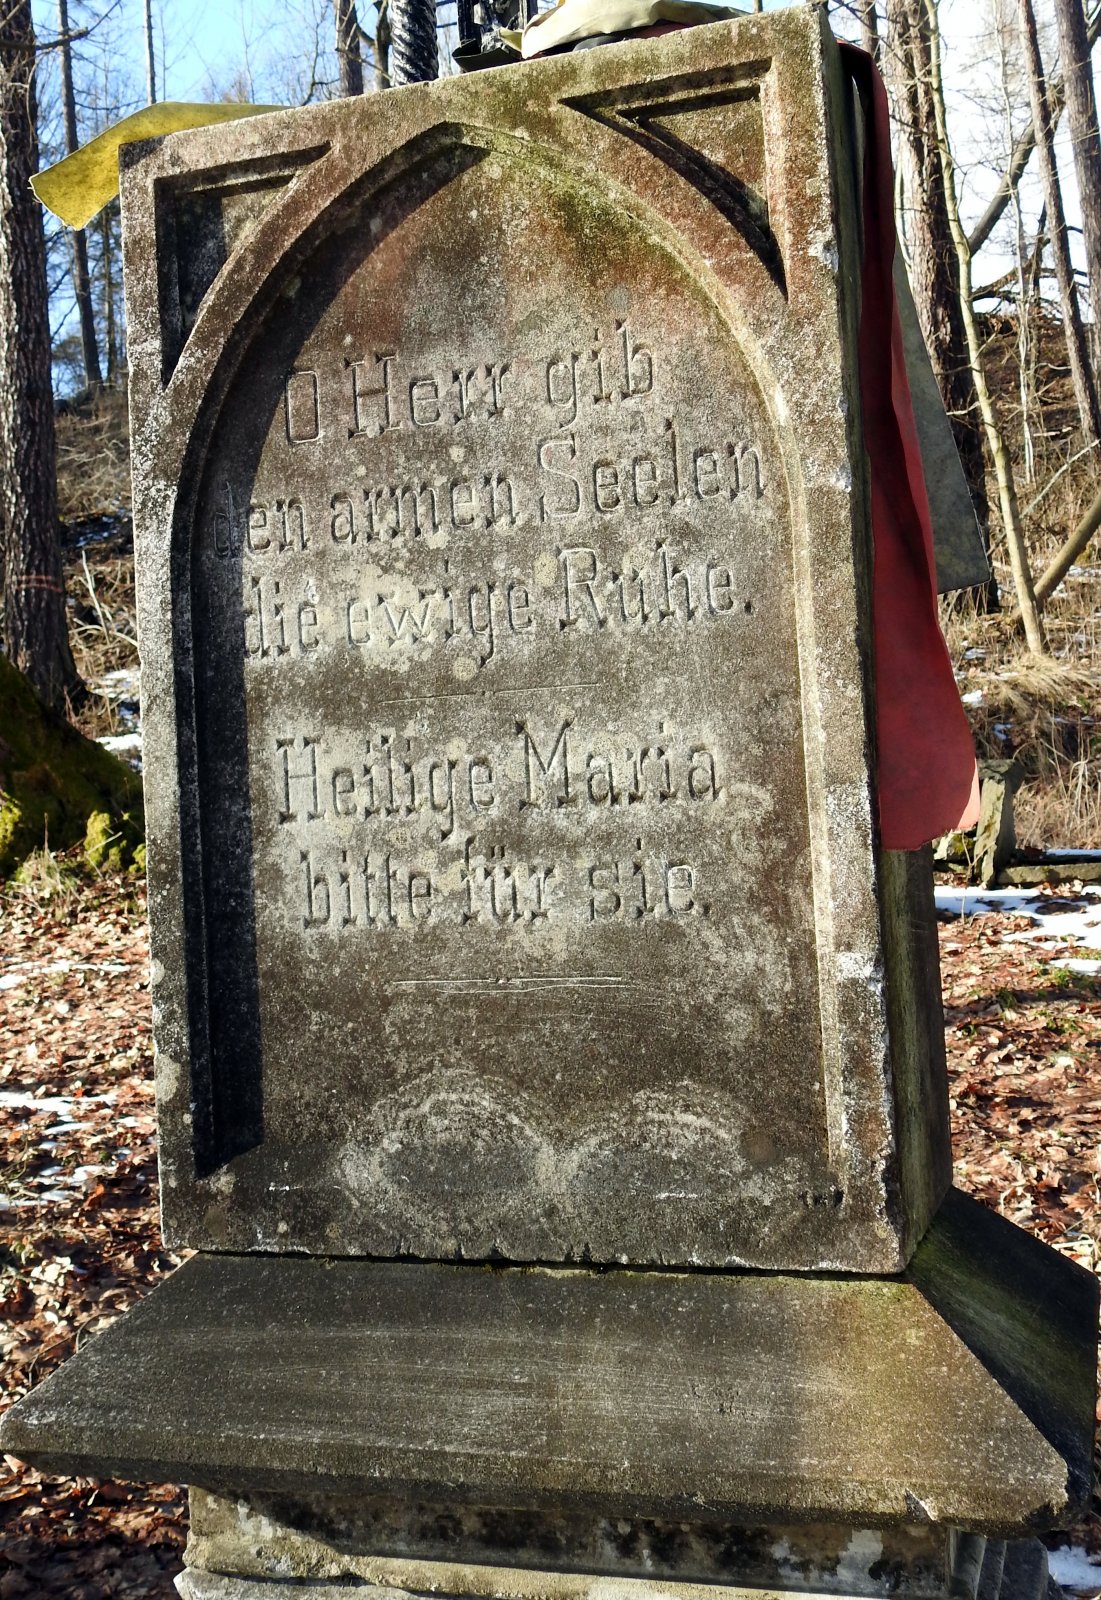 O Herr gib
den armen Seelen
die ewige Ruhe.
Heilige Maria
bitte für sie.